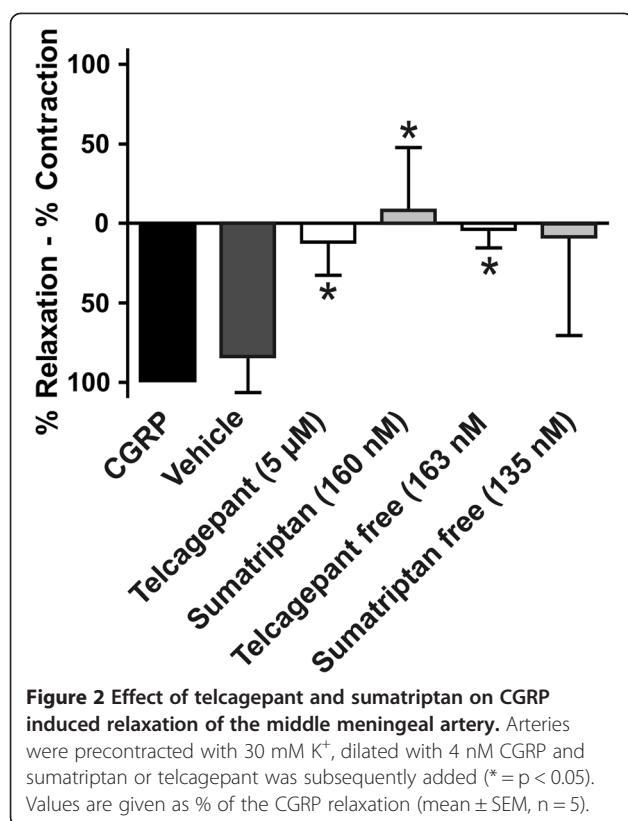 % Relaxation - % Contraction
100
50
0
50
100
*
*
*
CGRP
Vehicle
Telcagepant (5 µM)
Sumatriptan (160 nM)
Telcagepant free (163 nM
Sumatriptan free (135 nM)
Figure 2 Effect of telcagepant and sumatriptan on CGRP
induced relaxation of the middle meningeal artery. Arteries
were precontracted with 30 mM K⁺, dilated with 4 nM CGRP and
sumatriptan or telcagepant was subsequently added (* = p < 0.05).
Values are given as % of the CGRP relaxation (mean ± SEM, n = 5).